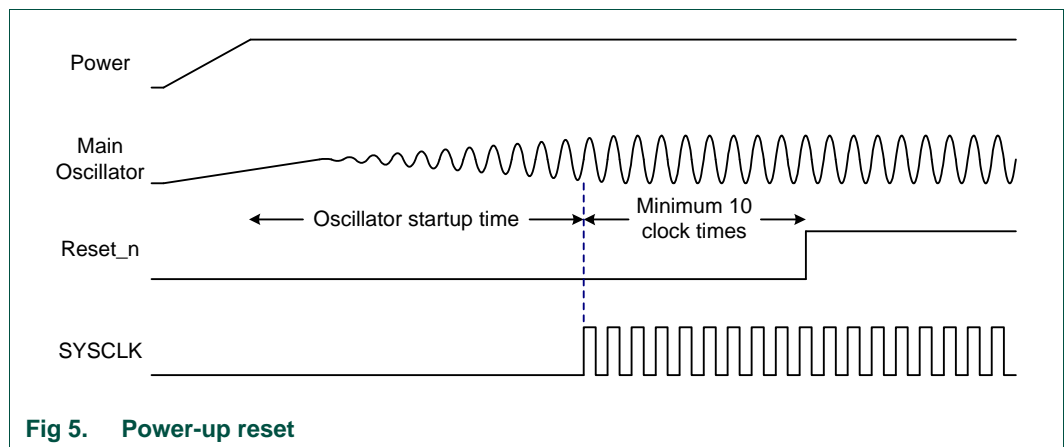 Power
Main
Oscillator
Oscillator startup time
Minimum 10
clock times
Reset_n
SYSCLK
Fig 5. Power-up reset